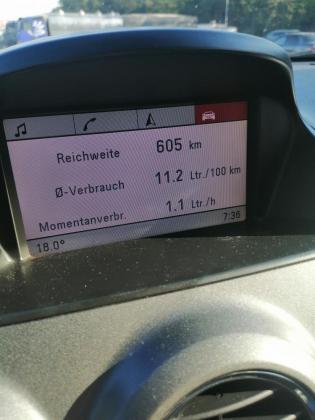 Reichweite 605 km
Ø-Verbrauch 11.2 Ltr./100 km
Momentanverbr. 1.1 Ltr./h
18.0° 7:36